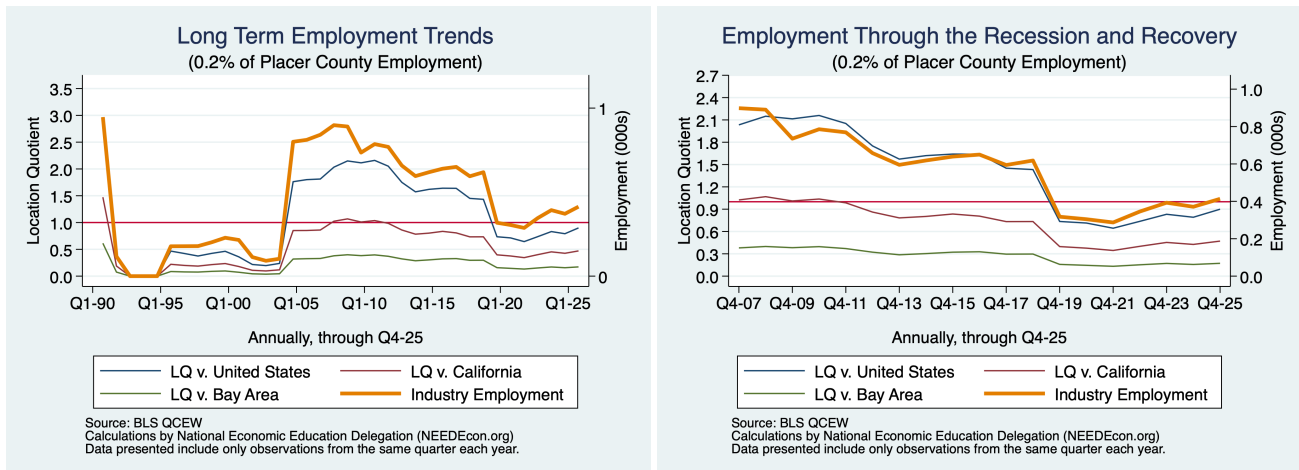 Long Term Employment Trends
(0.2% of Placer County Employment)
Location Quotient
3.5
3.0
2.5
2.0
1.5
1.0
0.5
0.0
1
0
Employment (000s)
Q1-90 Q1-95 Q1-00 Q1-05 Q1-10 Q1-15 Q1-20 Q1-25
Annually, through Q4-25
LQ v. United States LQ v. California
LQ v. Bay Area Industry Employment
Source: BLS QCEW
Calculations by National Economic Education Delegation (NEEDEcon.org)
Data presented include only observations from the same quarter each year.
Employment Through the Recession and Recovery
(0.2% of Placer County Employment)
Location Quotient
2.7
2.4
2.1
1.8
1.5
1.2
0.9
0.6
0.3
0.0
1.0
0.8
0.6
0.4
0.2
0.0
Employment (000s)
Q4-07 Q4-09 Q4-11 Q4-13 Q4-15 Q4-17 Q4-19 Q4-21 Q4-23 Q4-25
Annually, through Q4-25
LQ v. United States LQ v. California
LQ v. Bay Area Industry Employment
Source: BLS QCEW
Calculations by National Economic Education Delegation (NEEDEcon.org)
Data presented include only observations from the same quarter each year.